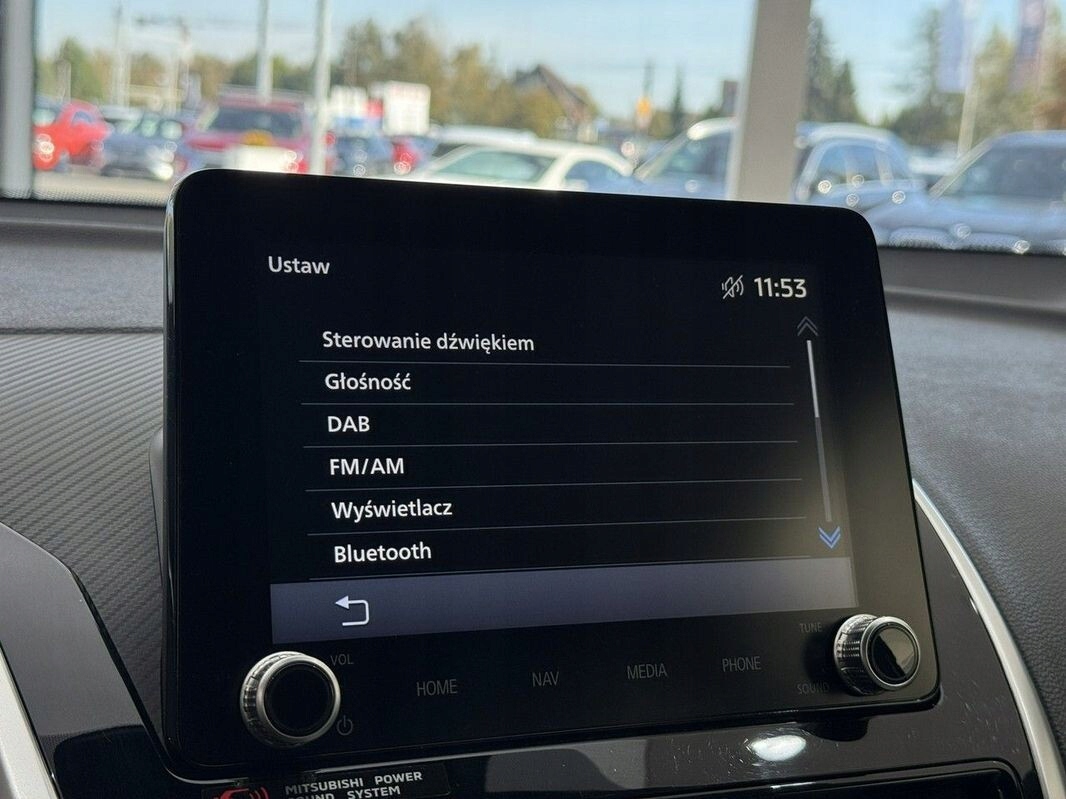 Ustaw
11:53
Sterowanie dźwiękiem
Głośność
DAB
FM/AM
Wyświetlacz
Bluetooth
VOL
HOME
NAV
MEDIA
PHONE
TUNE
SOUND
MITSUBISHI POWER
SOUND SYSTEM